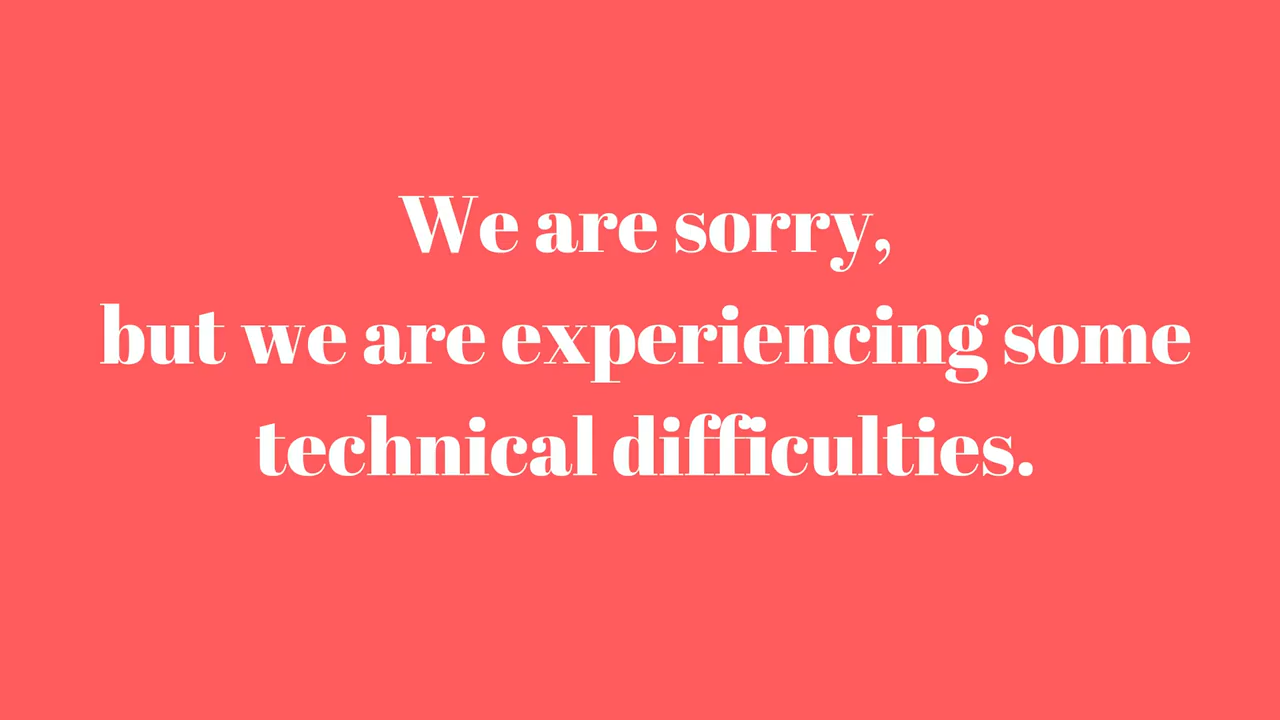 We are sorry,
but we are experiencing some
technical difficulties.